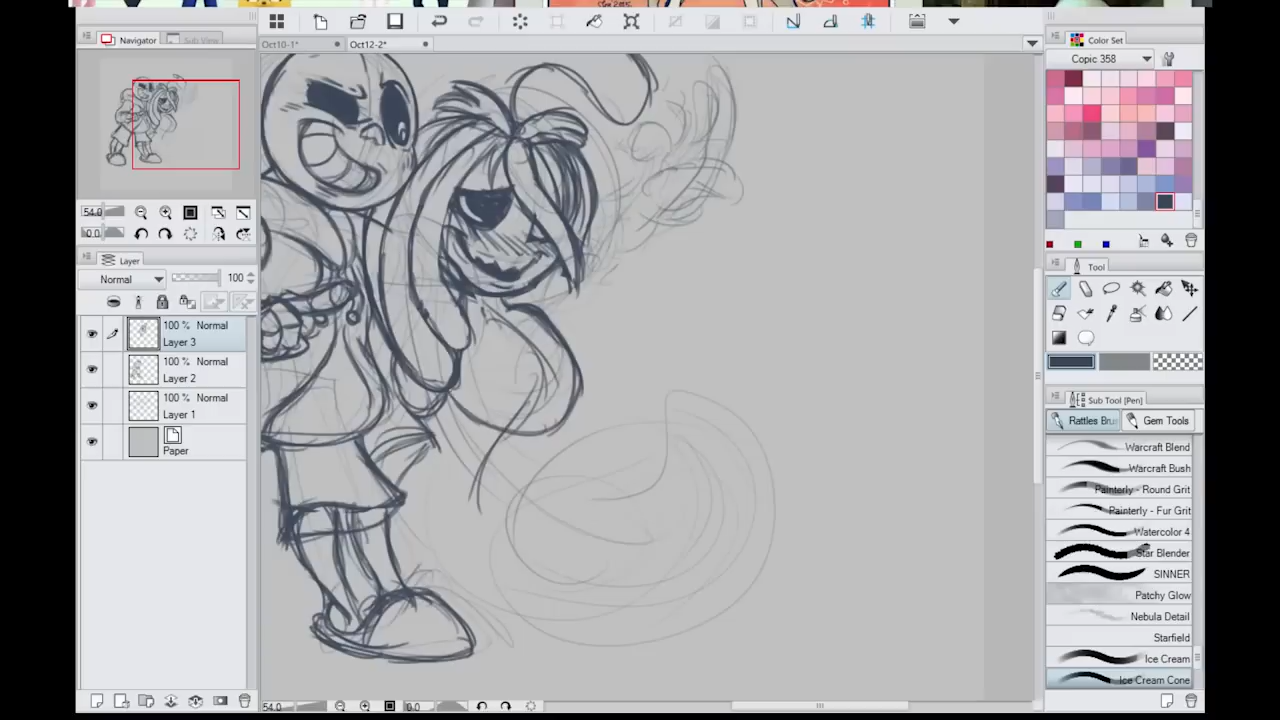 Navigator
Sub View
Oct10-1*
Oct12-2*
Color Set
Copic 358
54.0
0.0
Layer
Normal
100
100 % Normal
Layer 3
100 % Normal
Layer 2
100 % Normal
Layer 1
Paper
Tool
Sub Tool [Pen]
Rattles Bru
Gem Tools
Warcraft Blend
Warcraft Bush
Painterly - Round Grit
Painterly - Fur Grit
Watercolor 4
Star Blender
SINNER
Patchy Glow
Nebula Detail
Starfield
Ice Cream
Ice Cream Cone
54.0
0.0